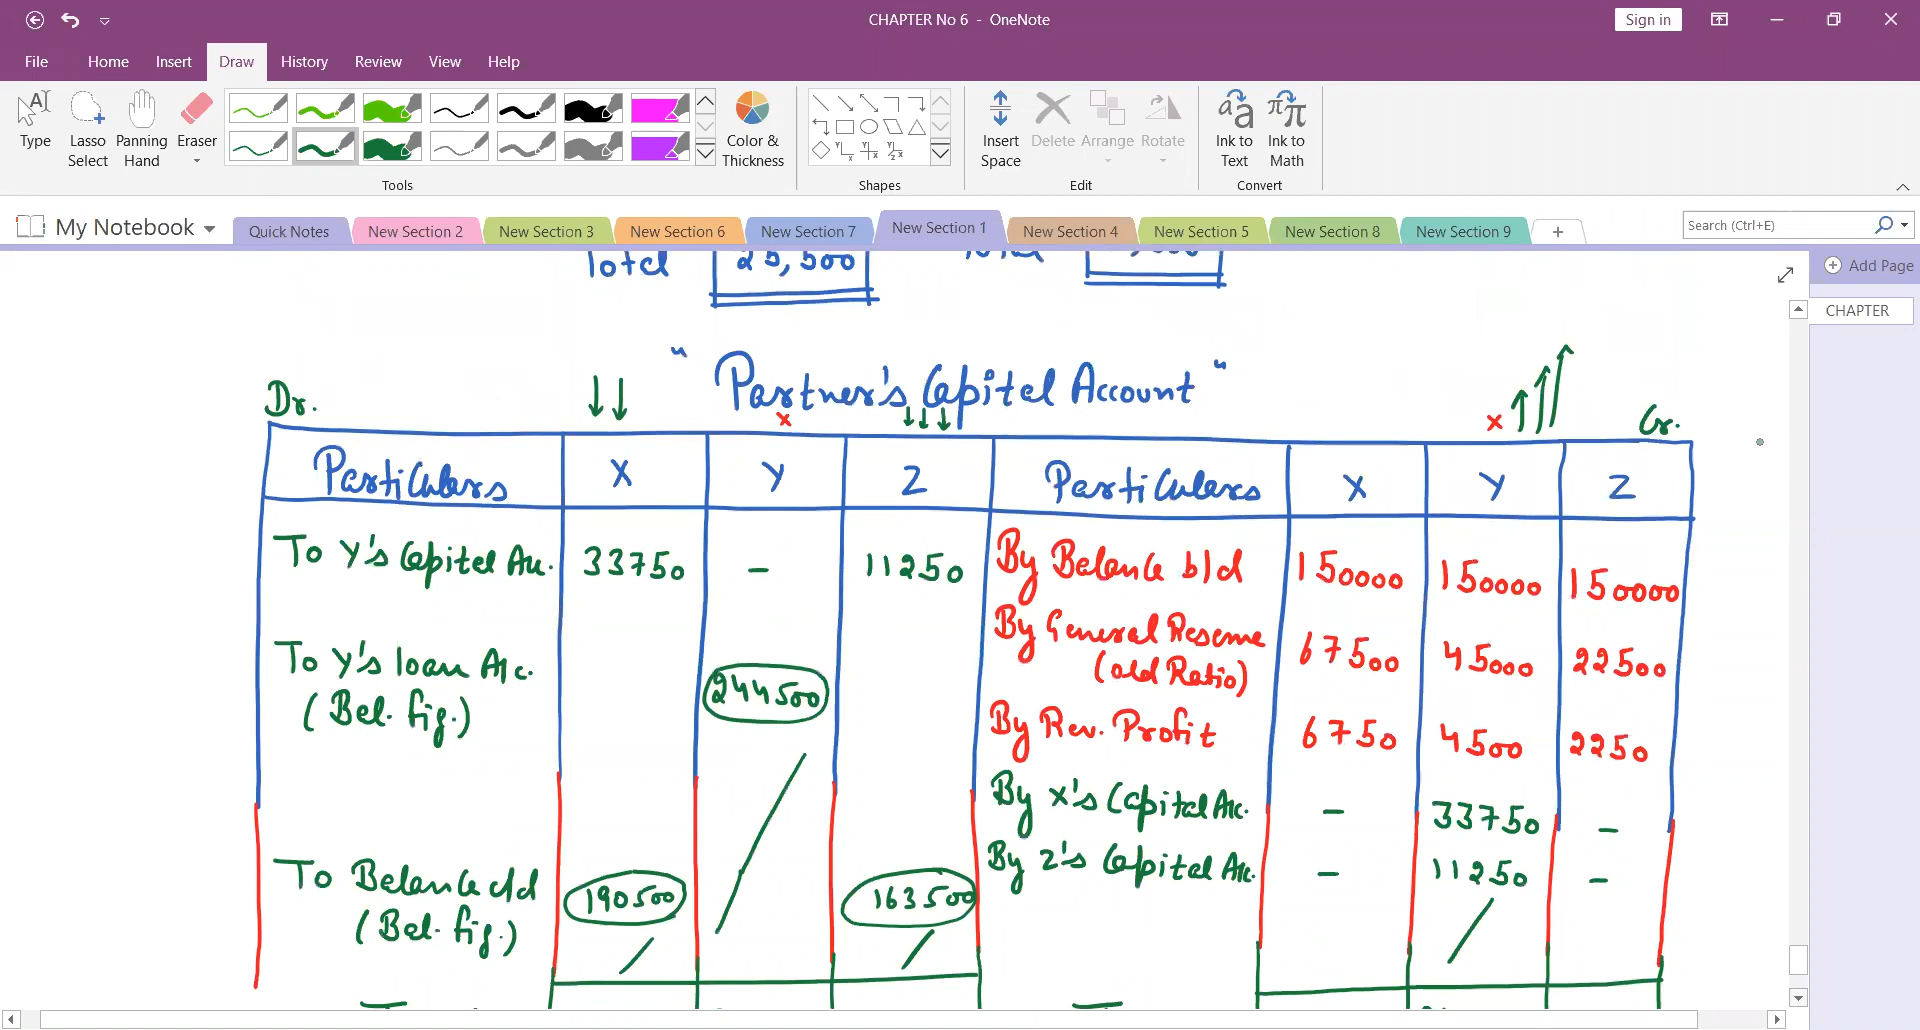 CHAPTER No 6 - OneNote
Sign in
File Home Insert Draw History Review View Help
Type
Lasso Select
Panning Hand
Eraser
Color & Thickness
Insert Space
Delete
Arrange
Rotate
Ink to Text
Ink to Math
Tools
Shapes
Edit
Convert
My Notebook
Quick Notes New Section 2 New Section 3 New Section 6 New Section 7 New Section 1 New Section 4 New Section 5 New Section 8 New Section 9
Search (Ctrl+E)
Add Page
CHAPTER
Total 25,500 Total
" Partner's Capital Account "
Dr. Cr.
Particulars X Y Z Particulars X Y Z
To Y's Capital Au. 33750 - 11250 By Balance b/d 150000 150000 150000
By General Reserve (old Ratio) 67500 45000 22500
To Y's loan A/c. (Bal. fig.) 244500
By Rev. Profit 6750 4500 2250
By X's Capital A/c. - 33750 -
By Z's Capital A/c. - 11250 -
To Balance c/d (Bal. fig.) 190500 163500